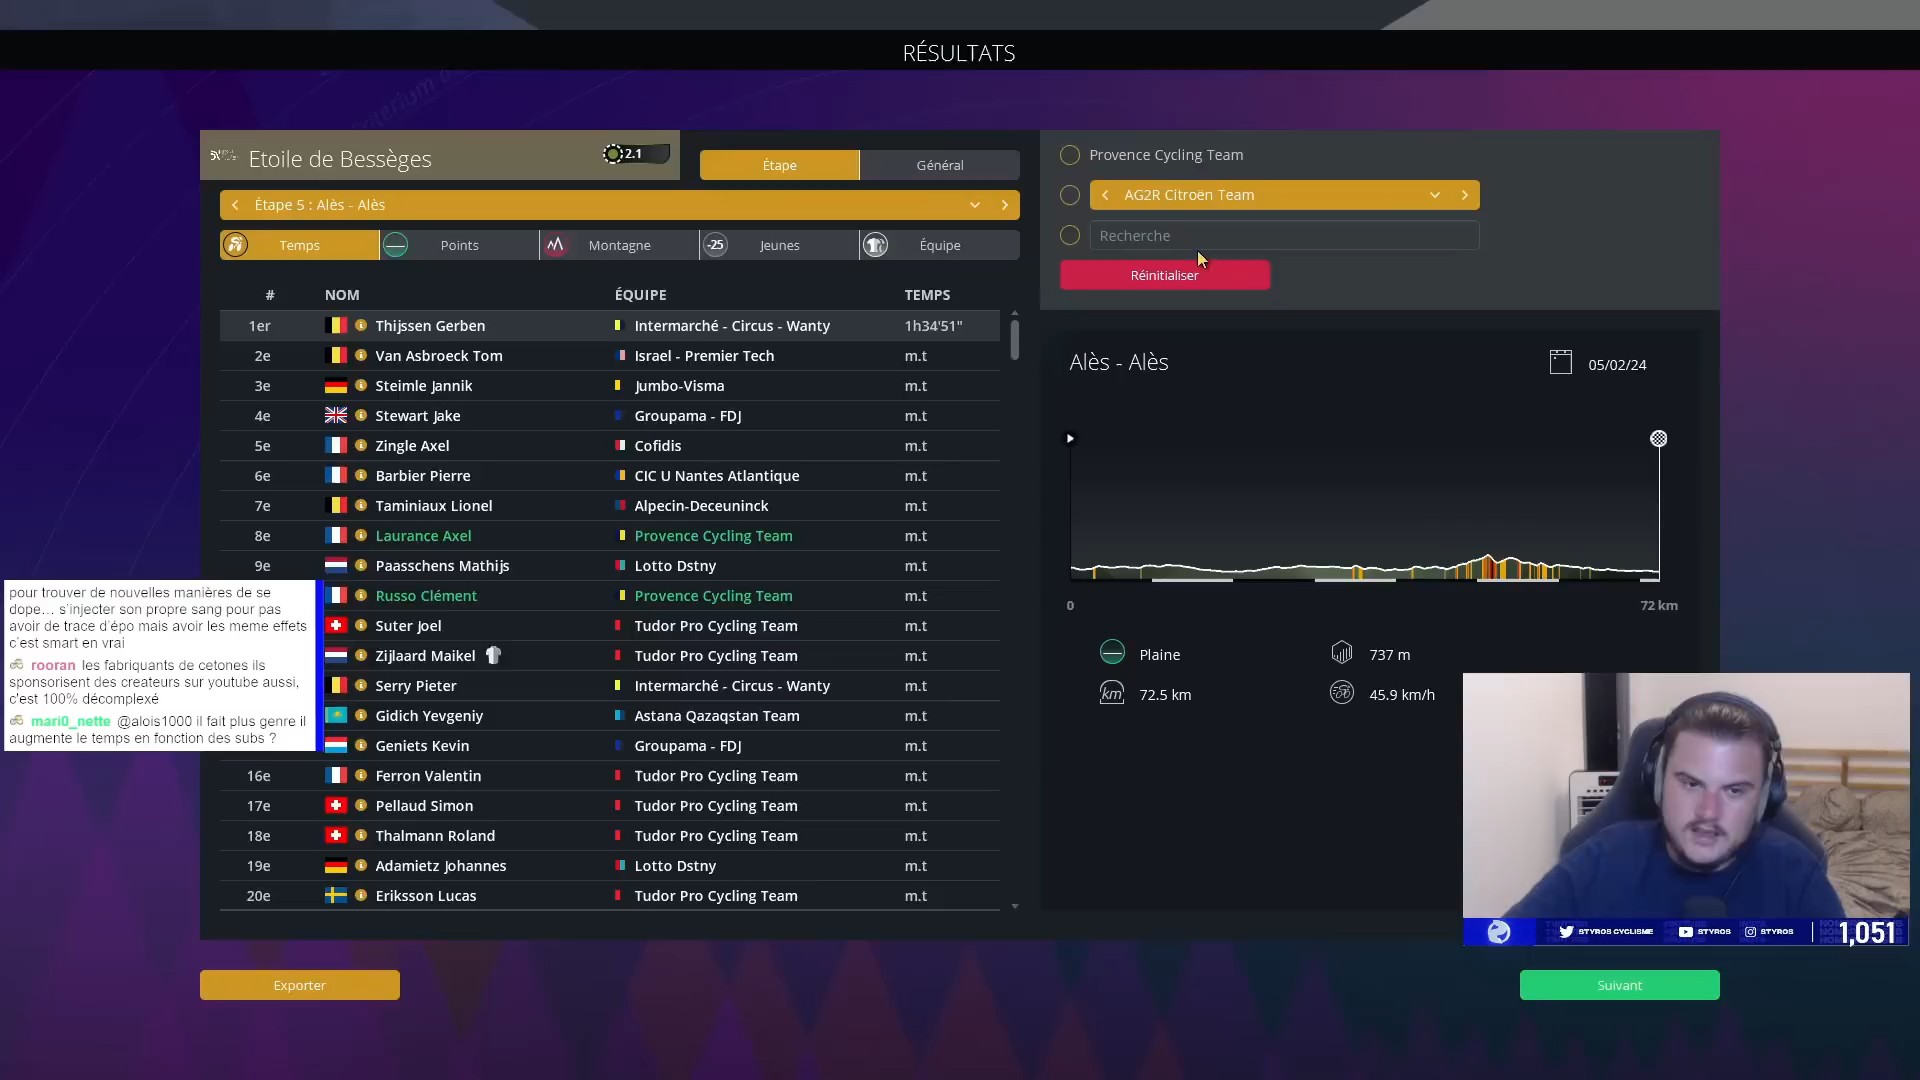 RÉSULTATS
Etoile de Bessèges
2.1
Étape
Général
Étape 5 : Alès - Alès
Temps
Points
Montagne
-25
Jeunes
Équipe
# NOM ÉQUIPE TEMPS
1er Thijssen Gerben Intermarché - Circus - Wanty 1h34'51"
2e Van Asbroeck Tom Israel - Premier Tech m.t
3e Steimle Jannik Jumbo-Visma m.t
4e Stewart Jake Groupama - FDJ m.t
5e Zingle Axel Cofidis m.t
6e Barbier Pierre CIC U Nantes Atlantique m.t
7e Taminiaux Lionel Alpecin-Deceuninck m.t
8e Laurance Axel Provence Cycling Team m.t
9e Paasschens Mathijs Lotto Dstny m.t
Russo Clément Provence Cycling Team m.t
Suter Joel Tudor Pro Cycling Team m.t
Zijlaard Maikel Tudor Pro Cycling Team m.t
Serry Pieter Intermarché - Circus - Wanty m.t
Gidich Yevgeniy Astana Qazaqstan Team m.t
Geniets Kevin Groupama - FDJ m.t
16e Ferron Valentin Tudor Pro Cycling Team m.t
17e Pellaud Simon Tudor Pro Cycling Team m.t
18e Thalmann Roland Tudor Pro Cycling Team m.t
19e Adamietz Johannes Lotto Dstny m.t
20e Eriksson Lucas Tudor Pro Cycling Team m.t
pour trouver de nouvelles manières de se
dope... s'injecter son propre sang pour pas
avoir de trace d'épo mais avoir les meme effets
c'est smart en vrai
rooran les fabriquants de cetones ils
sponsorisent des createurs sur youtube aussi,
c'est 100% décomplexé
mari0_nette @alois1000 il fait plus genre il
augmente le temps en fonction des subs ?
Provence Cycling Team
AG2R Citroën Team
Recherche
Réinitialiser
Alès - Alès
05/02/24
0
72 km
Plaine
737 m
km 72.5 km
45.9 km/h
STYROS CYCLISME
STYROS
STYROS
1,051
Exporter
Suivant